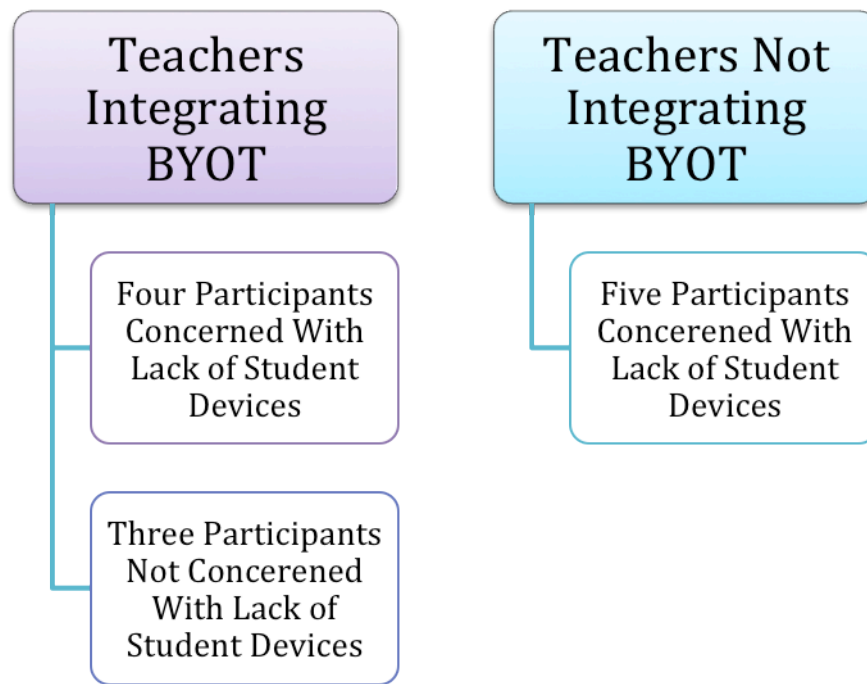 Teachers
Integrating
BYOT
Four Participants
Concerned With
Lack of Student
Devices
Three Participants
Not Concerened
With Lack of
Student Devices
Teachers Not
Integrating
BYOT
Five Participants
Concerened With
Lack of Student
Devices